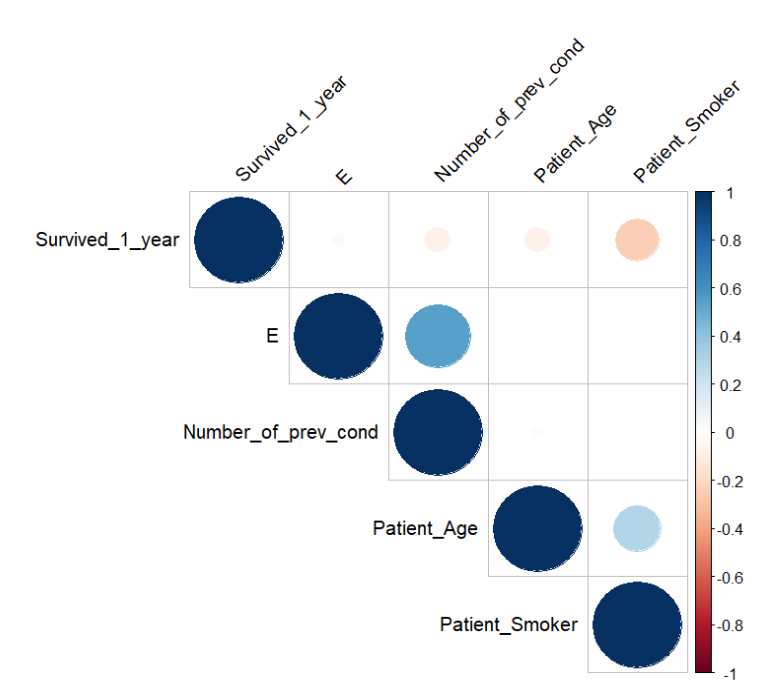 Survived_1_year
E
Number_of_prev_cond
Patient_Age
Patient_Smoker
Survived_1_year
E
Number_of_prev_cond
Patient_Age
Patient_Smoker
1
0.8
0.6
0.4
0.2
0
-0.2
-0.4
-0.6
-0.8
-1